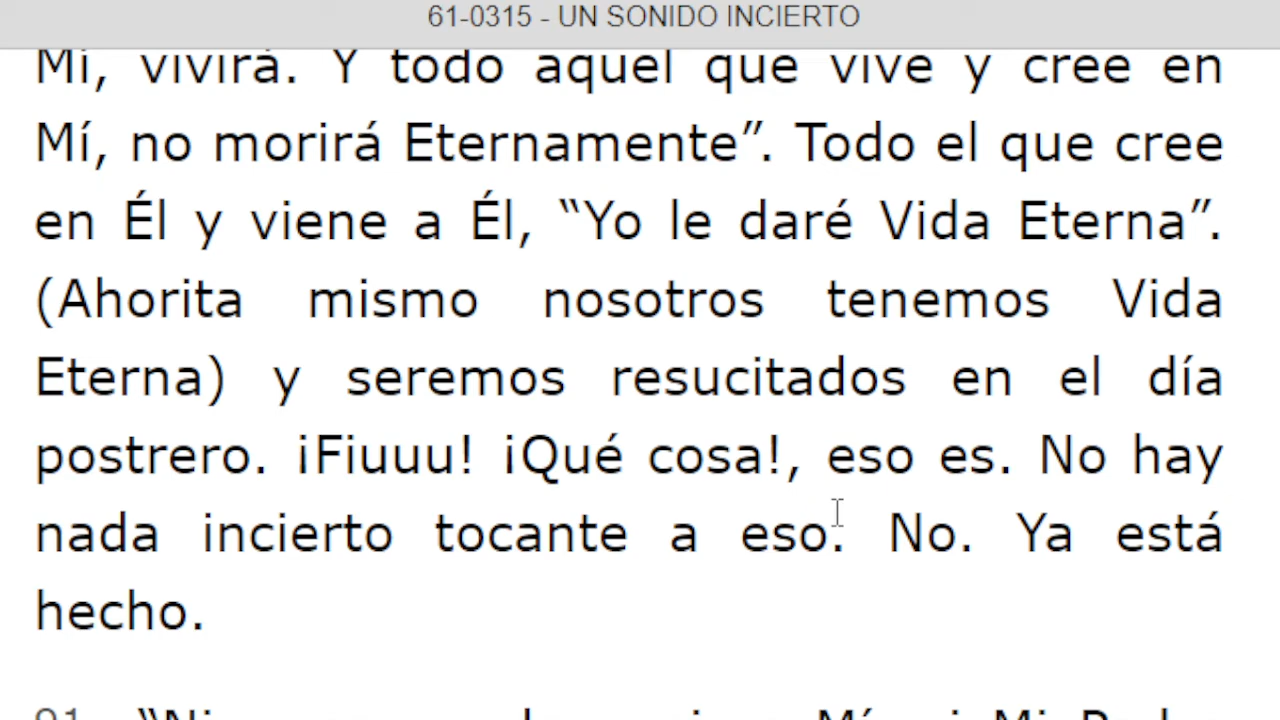 61-0315 - UN SONIDO INCIERTO
Mí, vivirá. Y todo aquel que vive y cree en
Mí, no morirá Eternamente”. Todo el que cree
en Él y viene a Él, “Yo le daré Vida Eterna”.
(Ahorita mismo nosotros tenemos Vida
Eterna) y seremos resucitados en el día
postrero. ¡Fiuuu! ¡Qué cosa!, eso es. No hay
nada incierto tocante a eso. No. Ya está
hecho.